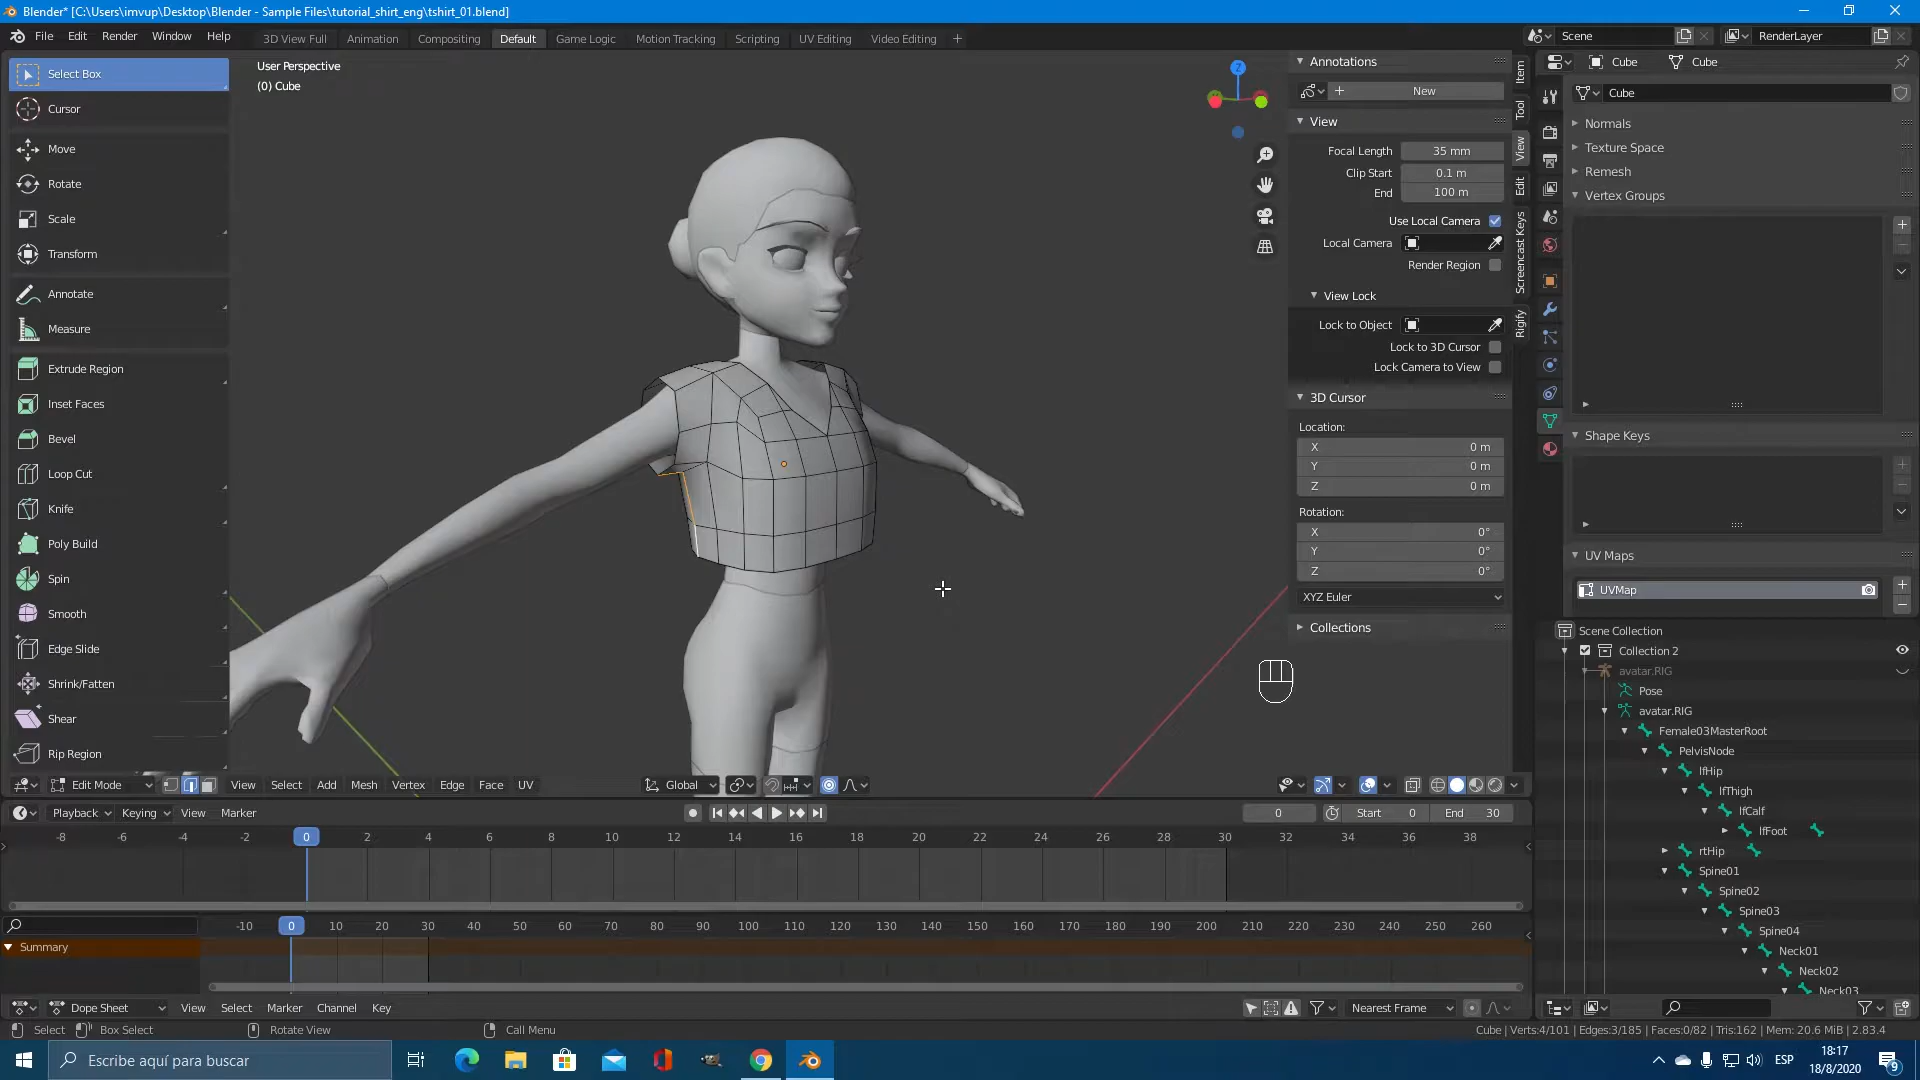 Blender* [C:\Users\imvup\Desktop\Blender - Sample Files\tutorial_shirt_eng\tshirt_01.blend]
File Edit Render Window Help 3D View Full Animation Compositing Default Game Logic Motion Tracking Scripting UV Editing Video Editing + Scene RenderLayer
Select Box
Cursor
Move
Rotate
Scale
Transform
Annotate
Measure
Extrude Region
Inset Faces
Bevel
Loop Cut
Knife
Poly Build
Spin
Smooth
Edge Slide
Shrink/Fatten
Shear
Rip Region
User Perspective
(0) Cube
Z
Annotations
+ New
View
Focal Length 35 mm
Clip Start 0.1 m
End 100 m
Use Local Camera
Local Camera
Render Region
View Lock
Lock to Object
Lock to 3D Cursor
Lock Camera to View
3D Cursor
Location:
X 0 m
Y 0 m
Z 0 m
Rotation:
X 0°
Y 0°
Z 0°
XYZ Euler
Collections
Item
Tool
View
Edit
Screencast Keys
Rigify
Cube Cube
Cube
Normals
Texture Space
Remesh
Vertex Groups
Shape Keys
UV Maps
UVMap
Scene Collection
Collection 2
avatar.RIG
Pose
avatar.RIG
Female03MasterRoot
PelvisNode
lfHip
lfThigh
lfCalf
lfFoot
rtHip
Spine01
Spine02
Spine03
Spine04
Neck01
Neck02
Neck03
Edit Mode View Select Add Mesh Vertex Edge Face UV Global
Playback Keying View Marker 0 Start 0 End 30
-8 -6 -4 -2 0 2 4 6 8 10 12 14 16 18 20 22 24 26 28 30 32 34 36 38
-10 0 10 20 30 40 50 60 70 80 90 100 110 120 130 140 150 160 170 180 190 200 210 220 230 240 250 260
Summary
Dope Sheet View Select Marker Channel Key Nearest Frame
Select Box Select Rotate View Call Menu Cube | Verts:4/101 | Edges:3/185 | Faces:0/82 | Tris:162 | Mem: 20.6 MiB | 2.83.4
Escribe aquí para buscar ESP 18:17
18/8/2020
9